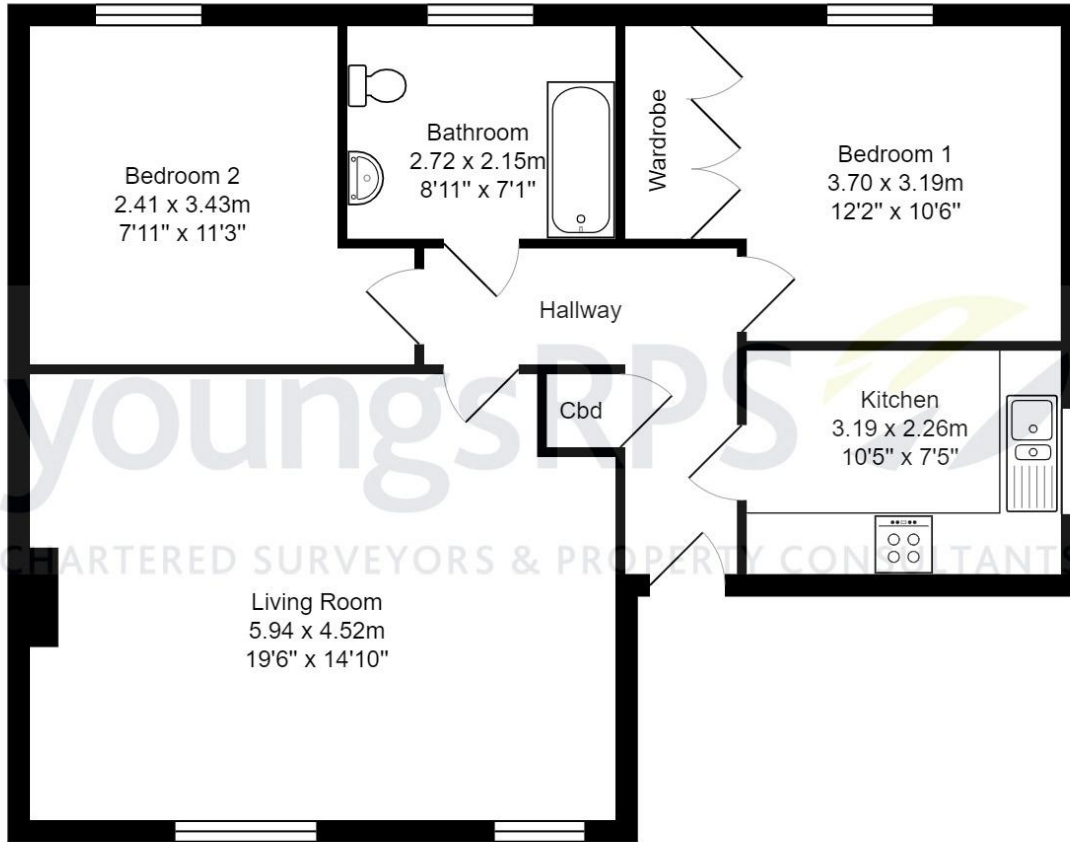 Bedroom 2
2.41 x 3.43m
7'11" x 11'3"
Bathroom
2.72 x 2.15m
8'11" x 7'1"
Wardrobe
Bedroom 1
3.70 x 3.19m
12'2" x 10'6"
Hallway
Cbd
Kitchen
3.19 x 2.26m
10'5" x 7'5"
youngsRPS
CHARTERED SURVEYORS & PROPERTY CONSULTANTS
Living Room
5.94 x 4.52m
19'6" x 14'10"